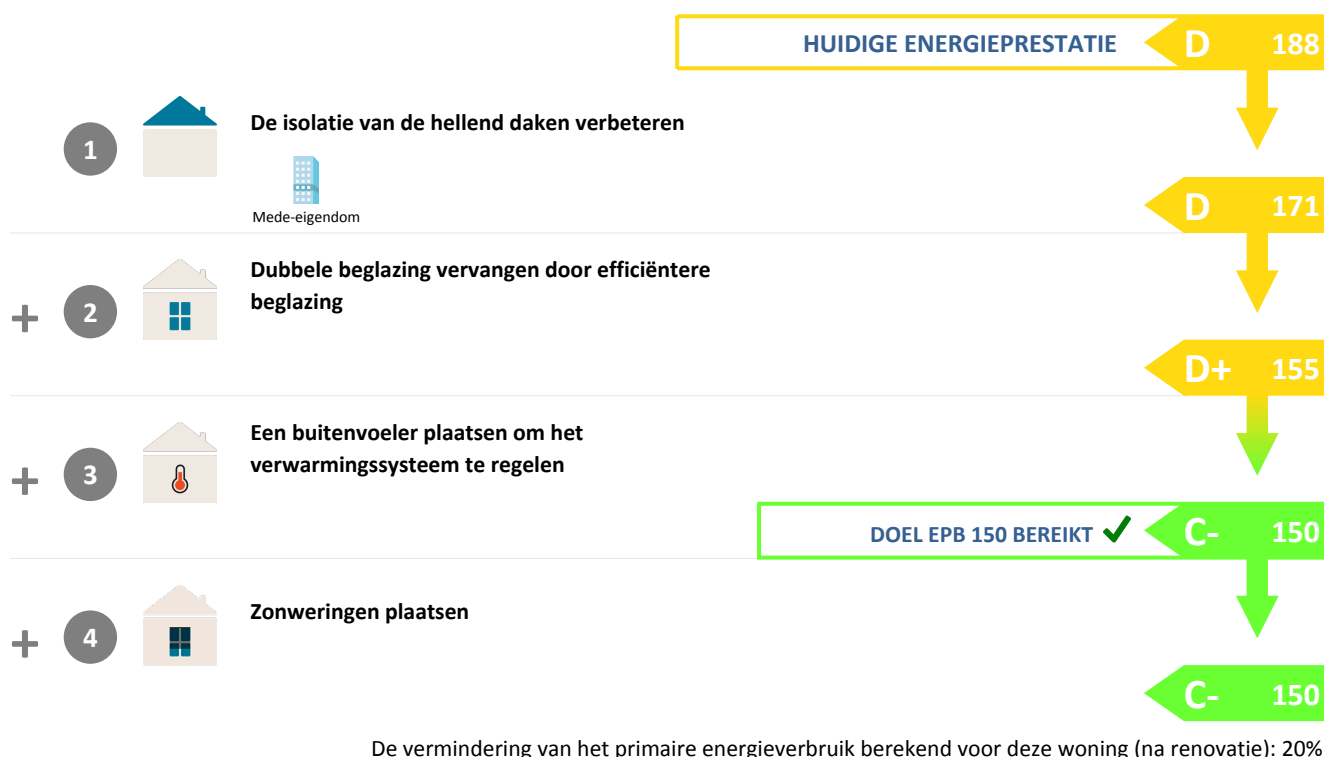 HUIDIGE ENERGIEPRESTATIE D 188
1 De isolatie van de hellend daken verbeteren
Mede-eigendom
D 171
+ 2 Dubbele beglazing vervangen door efficiëntere
beglazing
D+ 155
+ 3 Een buitenvoeler plaatsen om het
verwarmingssysteem te regelen
DOEL EPB 150 BEREIKT ✓ C- 150
+ 4 Zonweringen plaatsen
C- 150
De vermindering van het primaire energieverbruik berekend voor deze woning (na renovatie): 20%